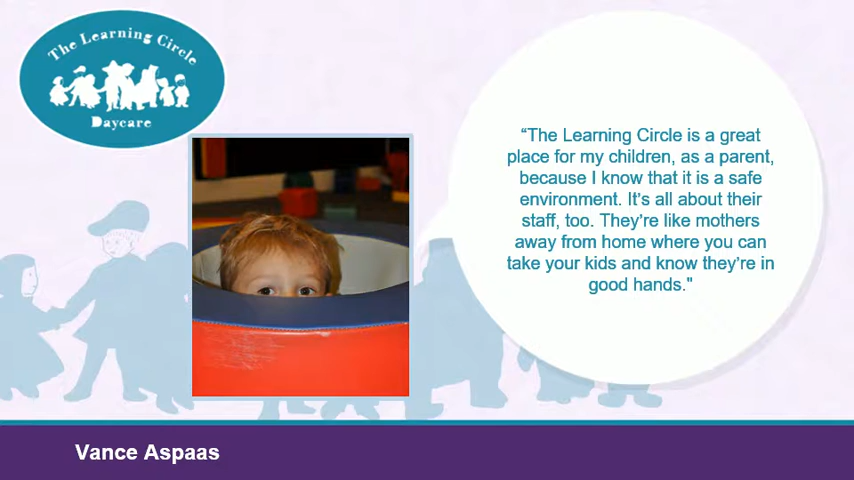 The Learning Circle
Daycare
“The Learning Circle is a great
place for my children, as a parent,
because I know that it is a safe
environment. It’s all about their
staff, too. They’re like mothers
away from home where you can
take your kids and know they’re in
good hands."
Vance Aspaas